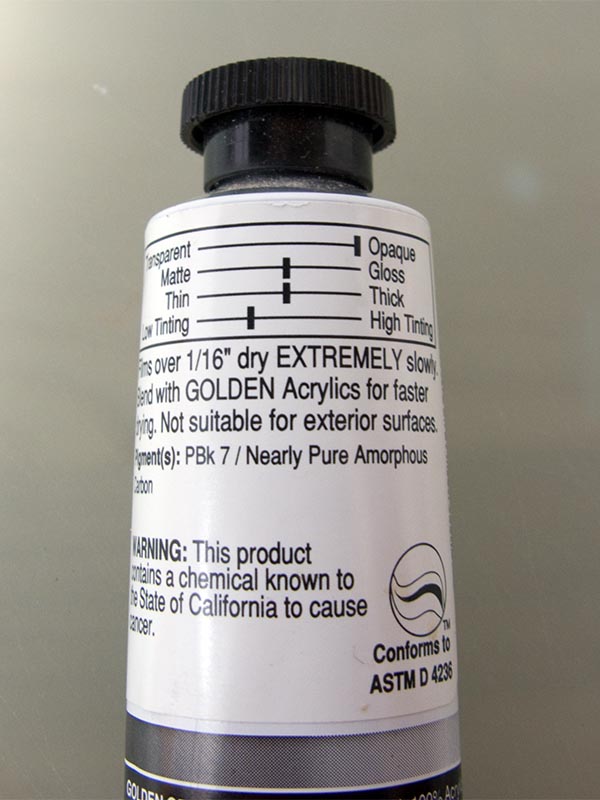 Transparent Opaque
Matte Gloss
Thin Thick
Low Tinting High Tinting
Films over 1/16" dry EXTREMELY slowly.
Blend with GOLDEN Acrylics for faster
drying. Not suitable for exterior surfaces.
Pigment(s): PBk 7 / Nearly Pure Amorphous
Carbon
WARNING: This product
contains a chemical known to
the State of California to cause
cancer.
TM
Conforms to
ASTM D 4236
GOLDEN 100%